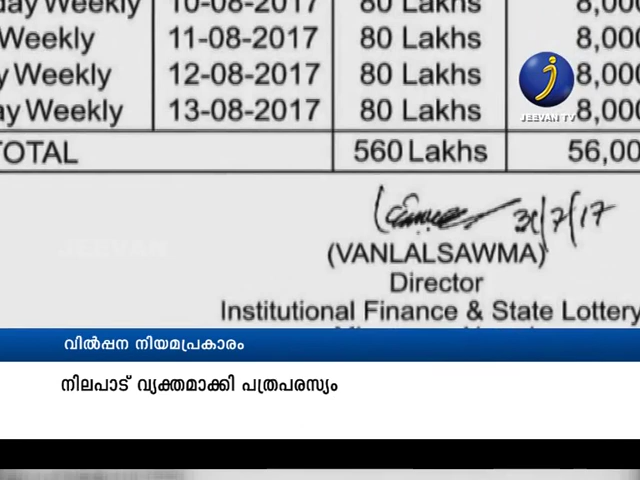 day Weekly 10-08-2017 80 Lakhs 8,000
Weekly 11-08-2017 80 Lakhs 8,000
y Weekly 12-08-2017 80 Lakhs 8,000
ay Weekly 13-08-2017 80 Lakhs 8,000
TOTAL 560 Lakhs 56,00
JEEVAN TV
31/7/17
JEEVAN
(VANLALSAWMA)
Director
Institutional Finance & State Lottery
വിൽപ്പന നിയമപ്രകാരം
നിലപാട് വ്യക്തമാക്കി പത്രപരസ്യം